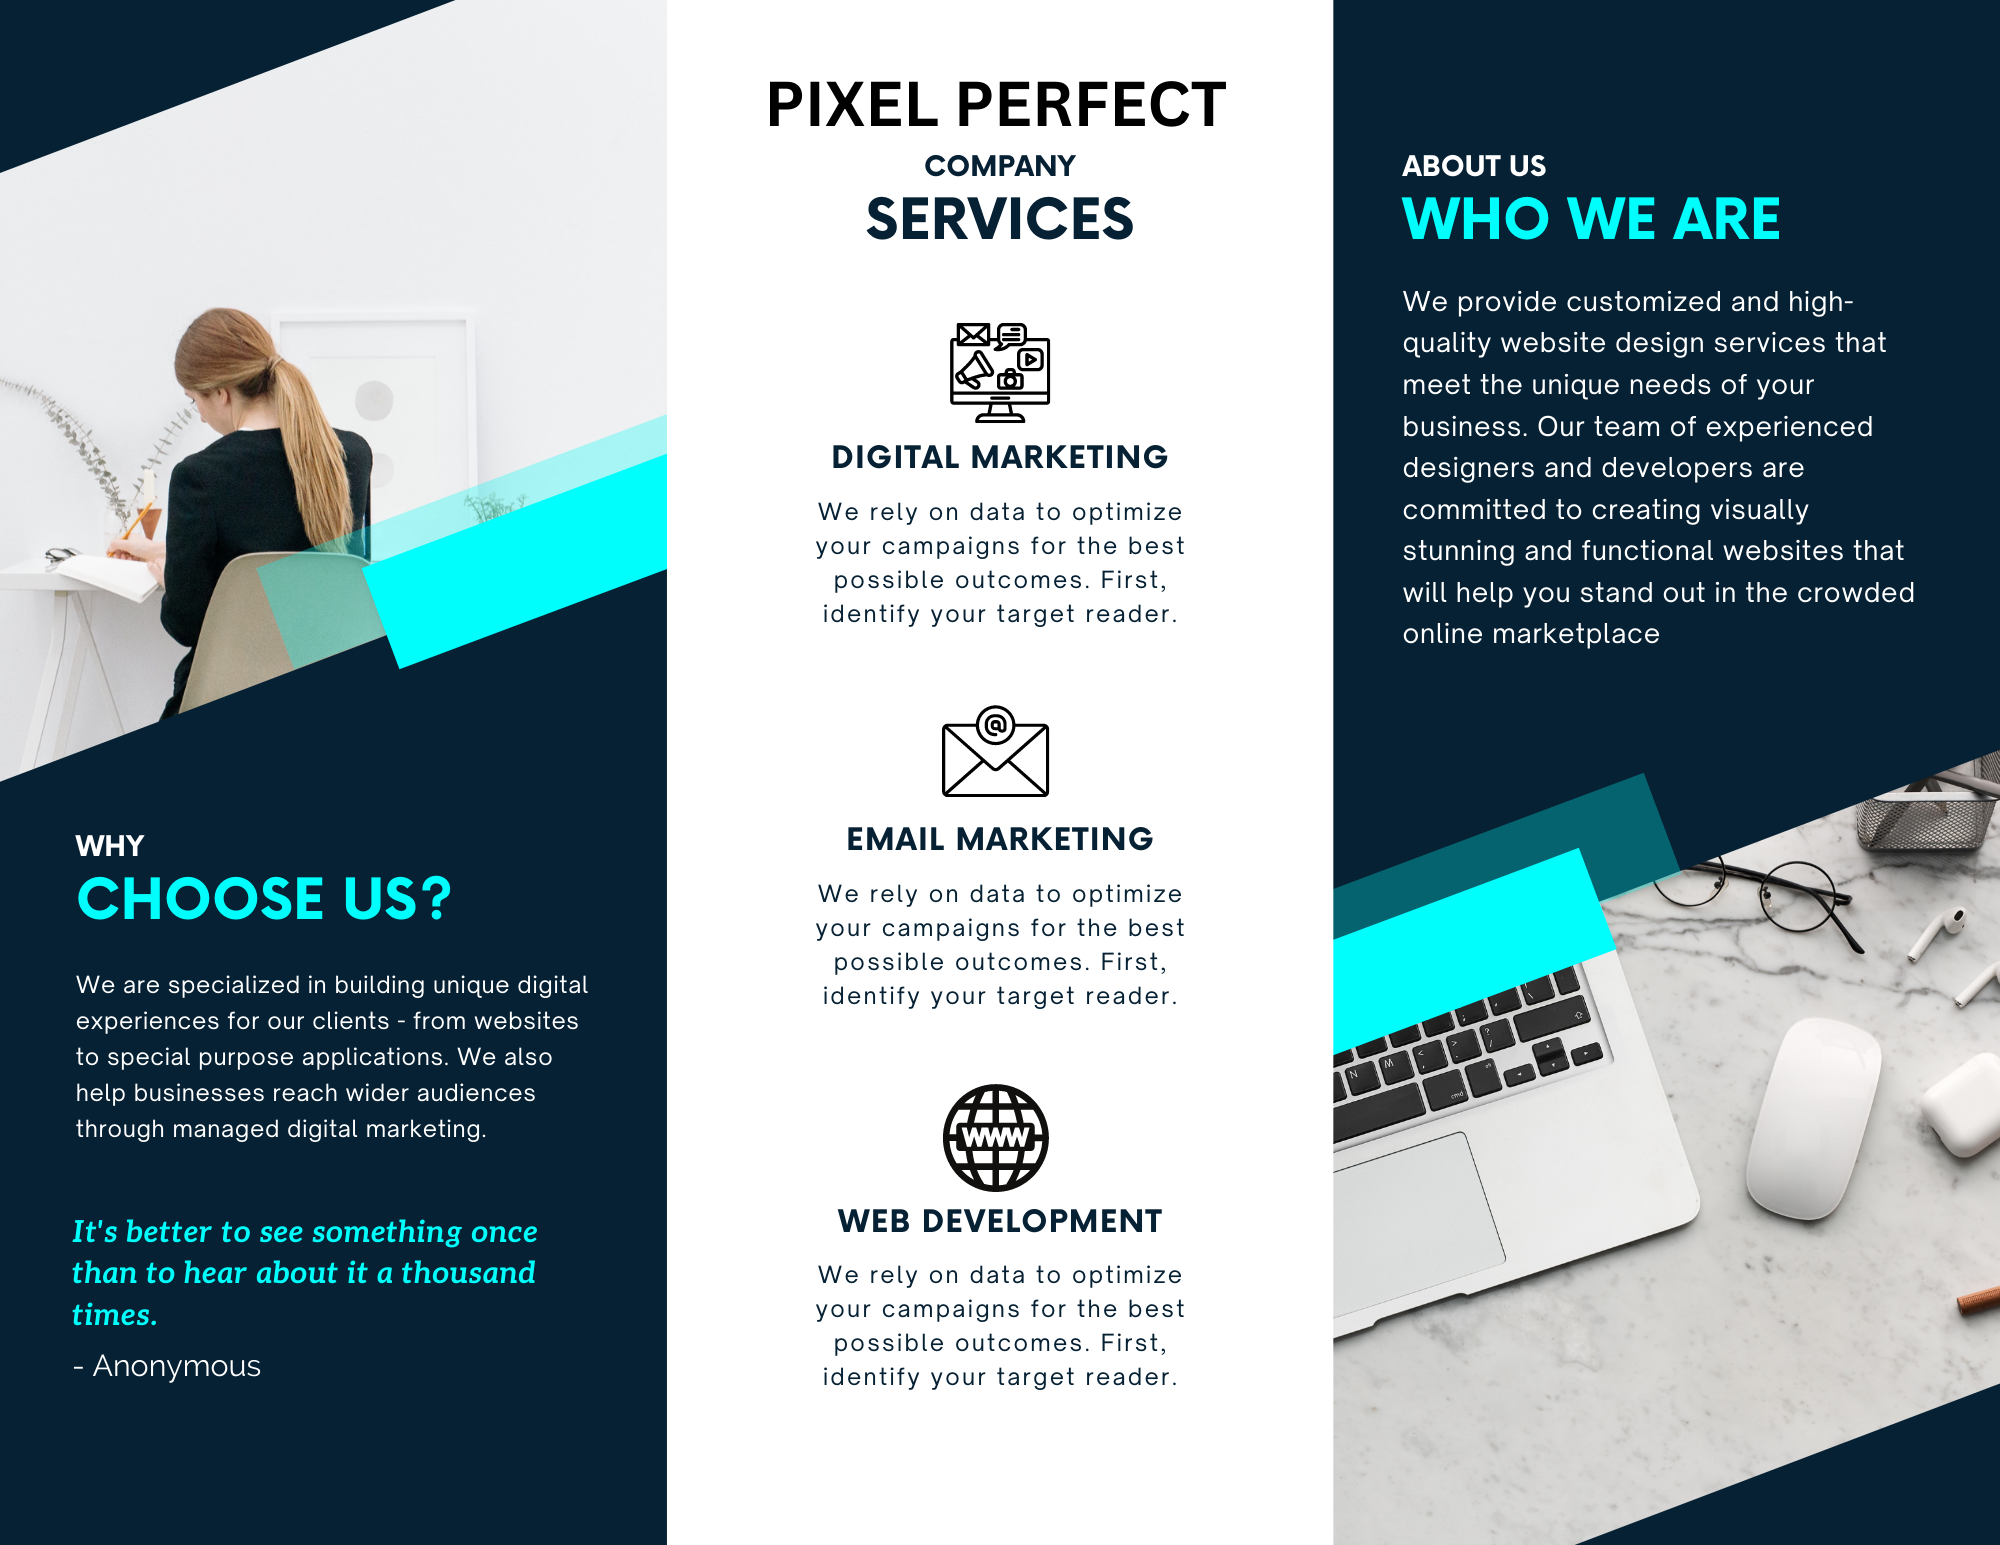 WHY
CHOOSE US?
We are specialized in building unique digital
experiences for our clients - from websites
to special purpose applications. We also
help businesses reach wider audiences
through managed digital marketing.
It's better to see something once
than to hear about it a thousand
times.
- Anonymous
PIXEL PERFECT
COMPANY
SERVICES
DIGITAL MARKETING
We rely on data to optimize
your campaigns for the best
possible outcomes. First,
identify your target reader.
@
EMAIL MARKETING
We rely on data to optimize
your campaigns for the best
possible outcomes. First,
identify your target reader.
WWW
WEB DEVELOPMENT
We rely on data to optimize
your campaigns for the best
possible outcomes. First,
identify your target reader.
ABOUT US
WHO WE ARE
We provide customized and high-
quality website design services that
meet the unique needs of your
business. Our team of experienced
designers and developers are
committed to creating visually
stunning and functional websites that
will help you stand out in the crowded
online marketplace
N M < , > . ? /
cmd